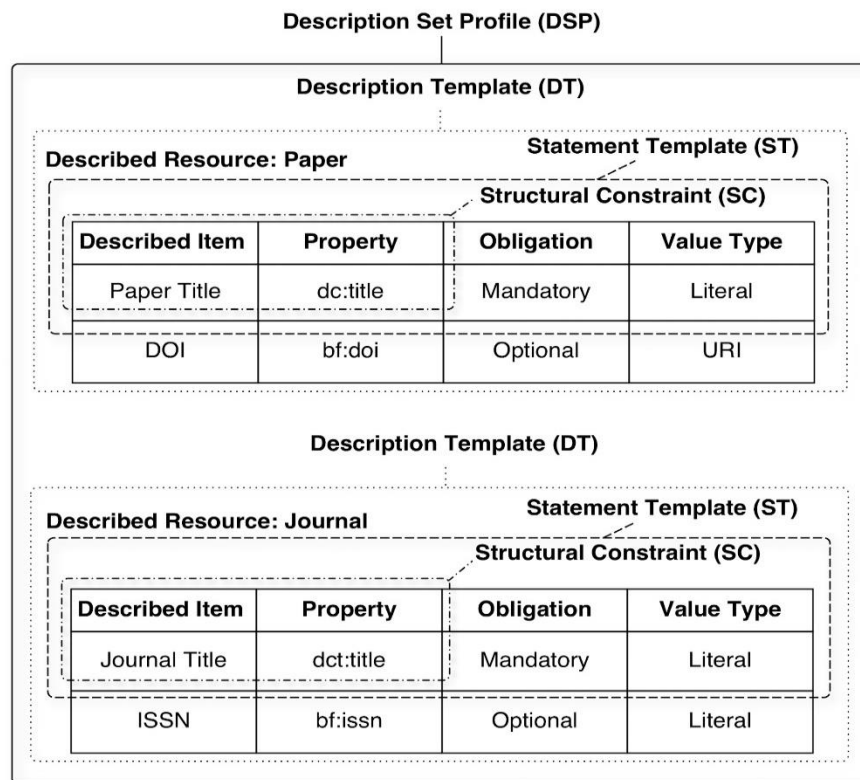 Description Set Profile (DSP)
Description Template (DT)
Statement Template (ST)
Described Resource: Paper
Structural Constraint (SC)
Described Item Property Obligation Value Type
Paper Title dc:title Mandatory Literal
DOI bf:doi Optional URI
Description Template (DT)
Statement Template (ST)
Described Resource: Journal
Structural Constraint (SC)
Described Item Property Obligation Value Type
Journal Title dct:title Mandatory Literal
ISSN bf:issn Optional Literal